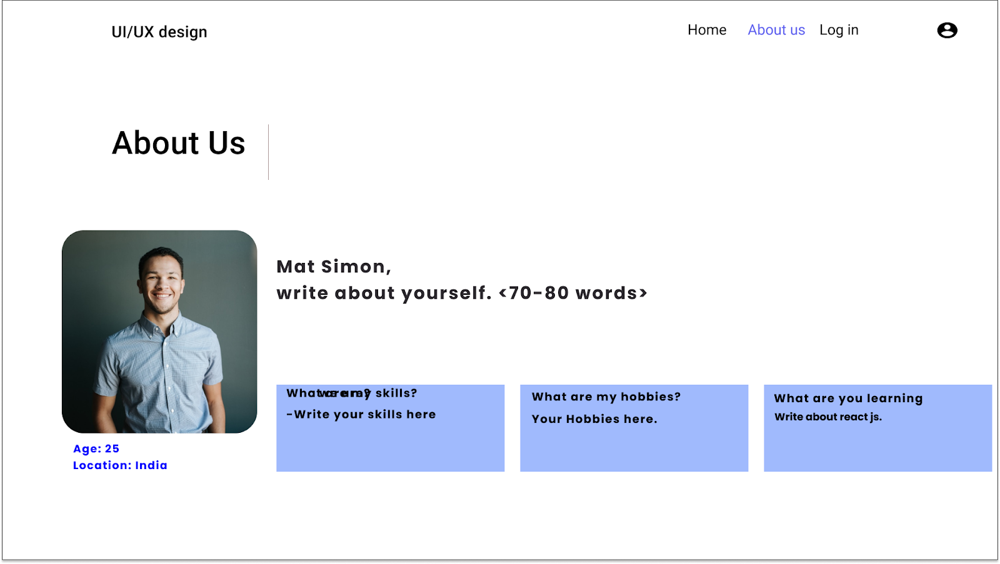 UI/UX design
Home About us Log in
About Us
Mat Simon,
write about yourself. <70-80 words>
What are my skills?
-Write your skills here
What are my hobbies?
Your Hobbies here.
What are you learning
Write about react js.
Age: 25
Location: India